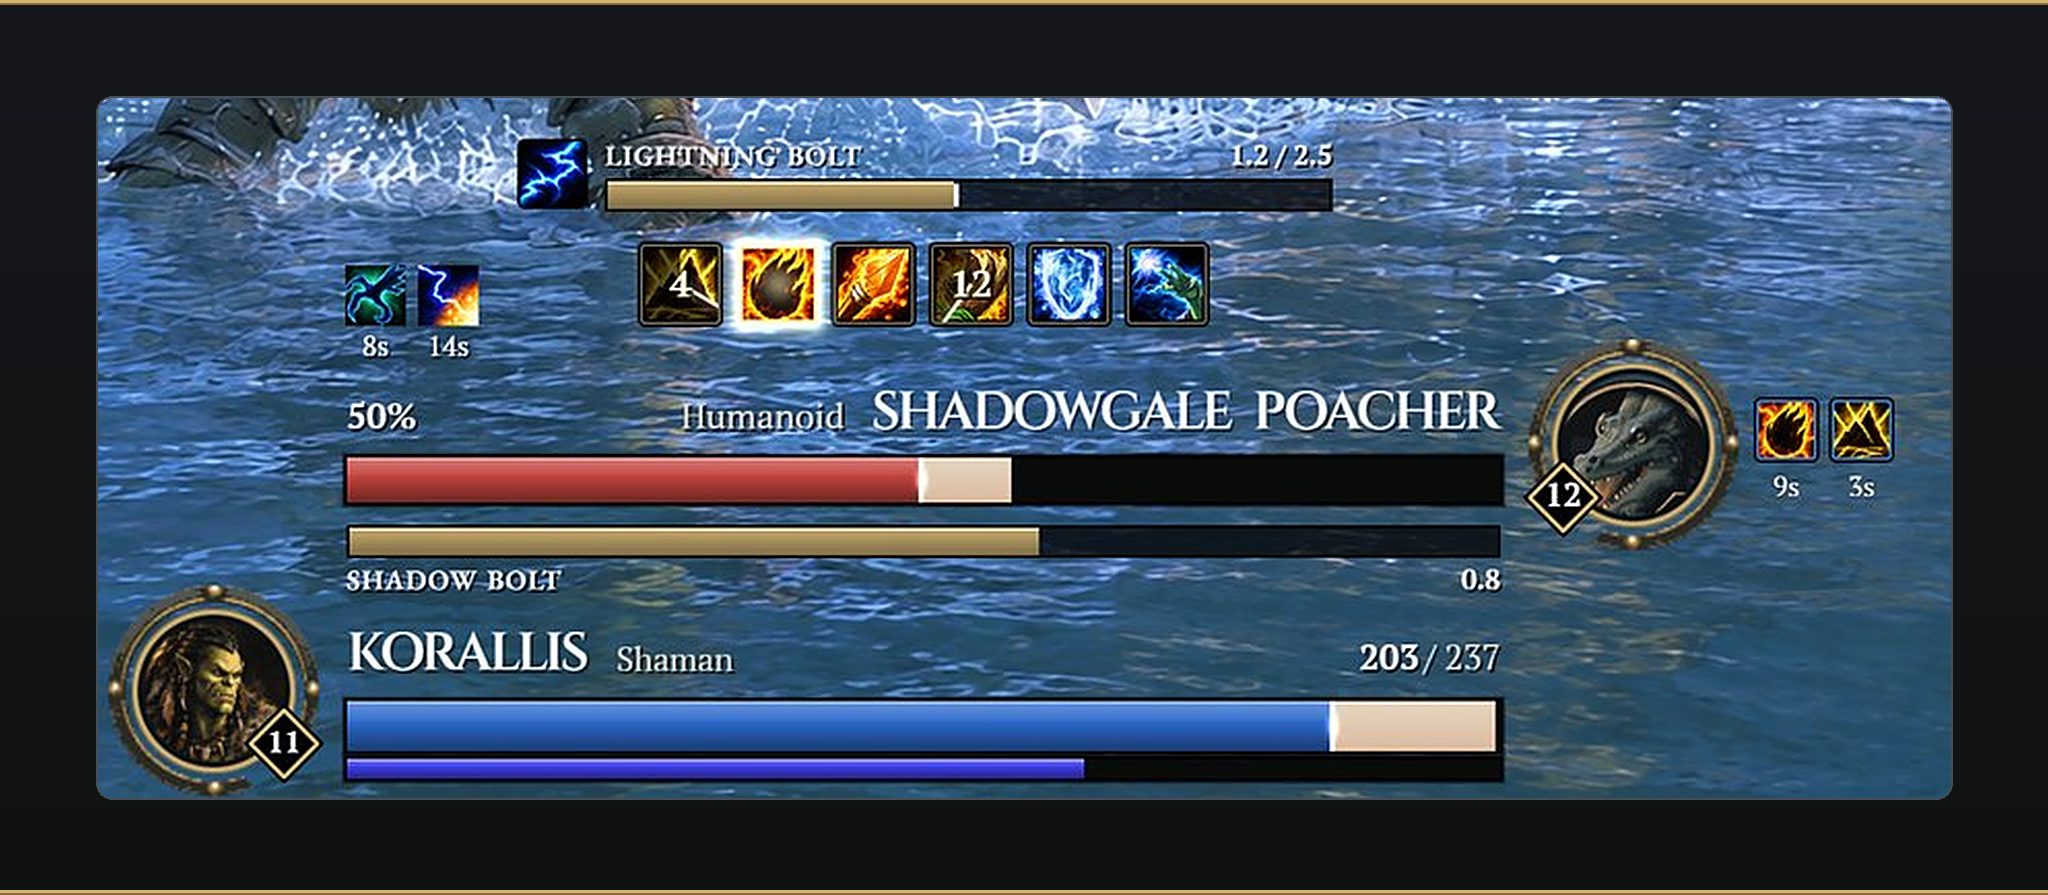 LIGHTNING BOLT 1.2 / 2.5
4 12
8s 14s
50% Humanoid SHADOWGALE POACHER
12
9s 3s
SHADOW BOLT 0.8
KORALLIS Shaman 203 / 237
11